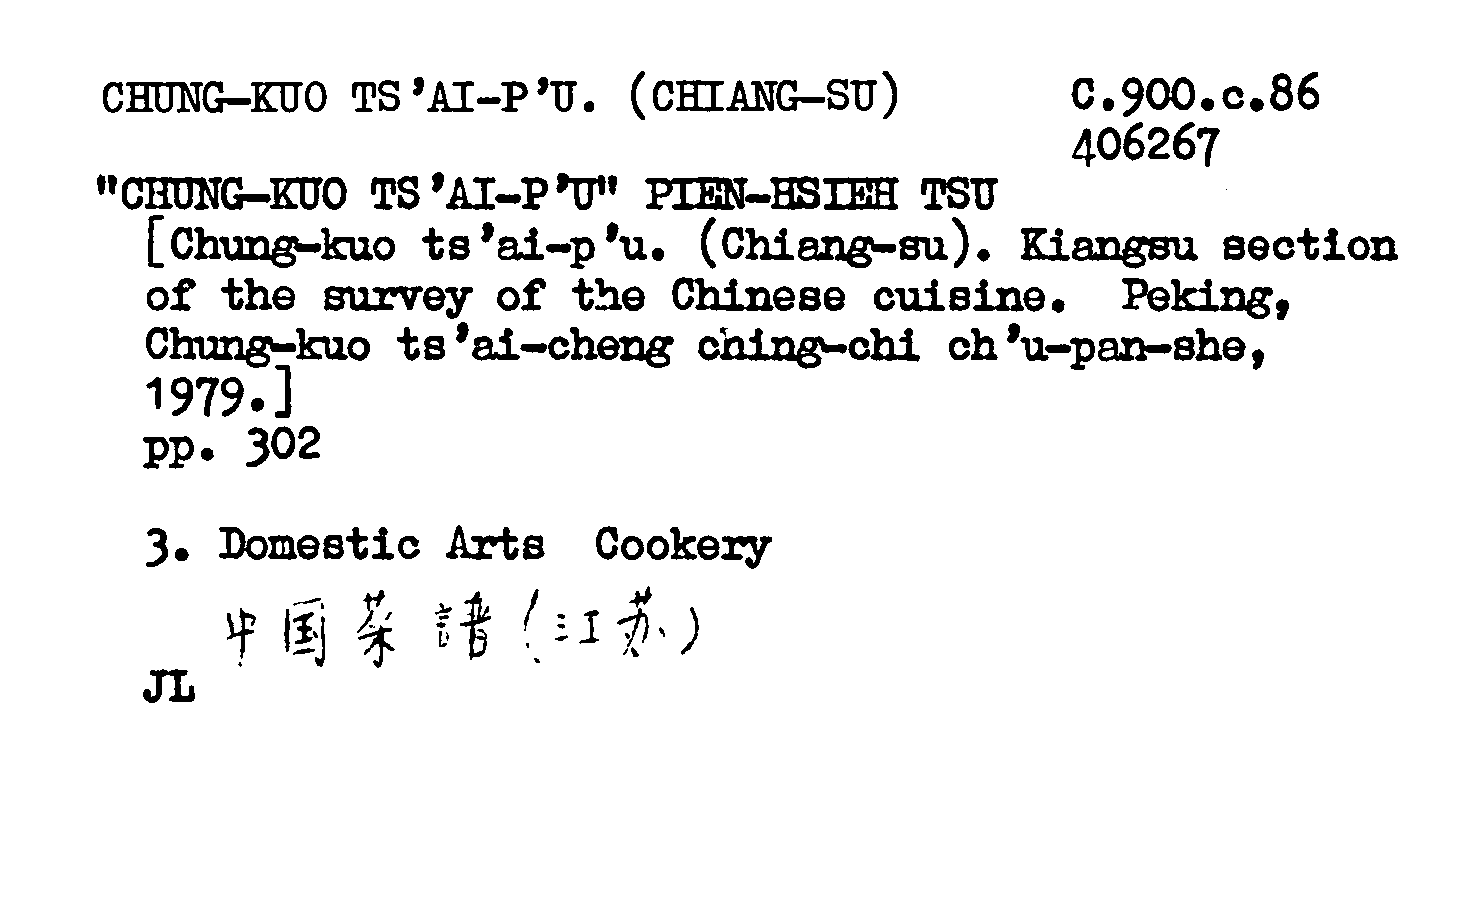 CHUNG-KUO TS'AI-P'U. (CHIANG-SU) C.900.c.86
406267
"CHUNG-KUO TS'AI-P'U" PIEN-HSIEH TSU
[Chung-kuo ts'ai-p'u. (Chiang-su). Kiangsu section
of the survey of the Chinese cuisine. Peking,
Chung-kuo ts'ai-cheng ching-chi ch'u-pan-she,
1979.]
pp. 302
3. Domestic Arts Cookery
中国菜譜(江苏)
JL